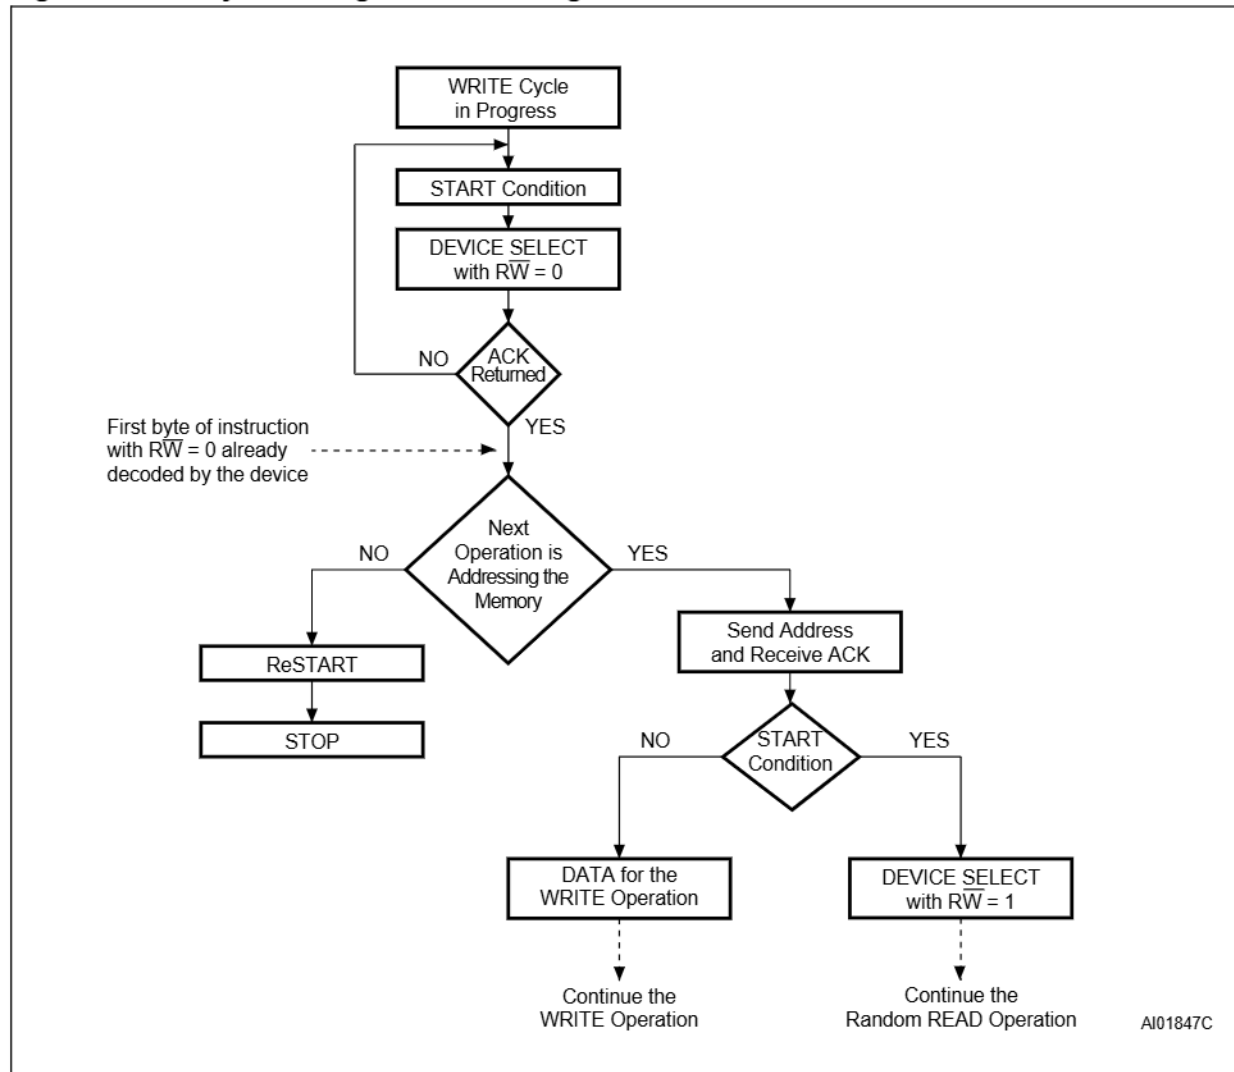 WRITE Cycle
in Progress
START Condition
DEVICE SELECT
with RW̅ = 0
NO
ACK
Returned
YES
First byte of instruction
with RW̅ = 0 already
decoded by the device
Next
Operation is
Addressing the
Memory
NO
YES
ReSTART
STOP
Send Address
and Receive ACK
NO
START
Condition
YES
DATA for the
WRITE Operation
DEVICE SELECT
with RW̅ = 1
Continue the
WRITE Operation
Continue the
Random READ Operation
AI01847C